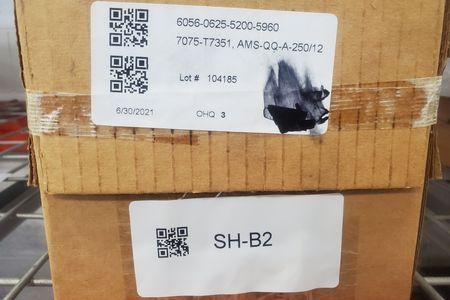 6056-0625-5200-5960
7075-T7351, AMS-QQ-A-250/12
Lot # 104185
6/30/2021 OHQ 3
SH-B2